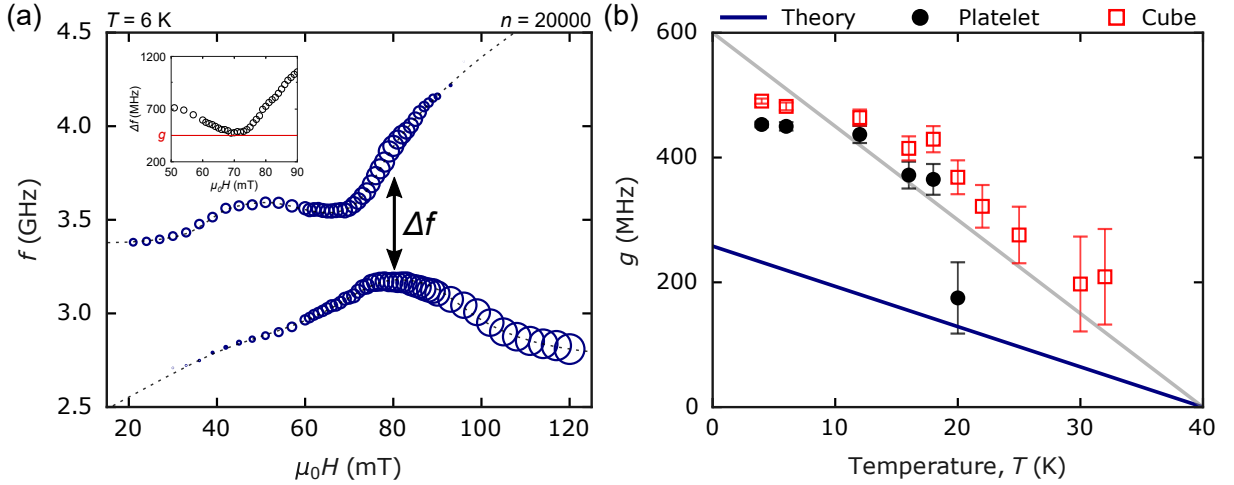 (a)
T = 6 K
n = 20000
4.5
4.0
3.5
3.0
2.5
f (GHz)
20
40
60
80
100
120
μ₀H (mT)
Δf
1200
700
g
200
Δf
(MHz)
50
60
70
80
90
μ₀H (mT)
(b)
Theory
Platelet
Cube
600
400
200
0
g (MHz)
0
10
20
30
40
Temperature, T (K)